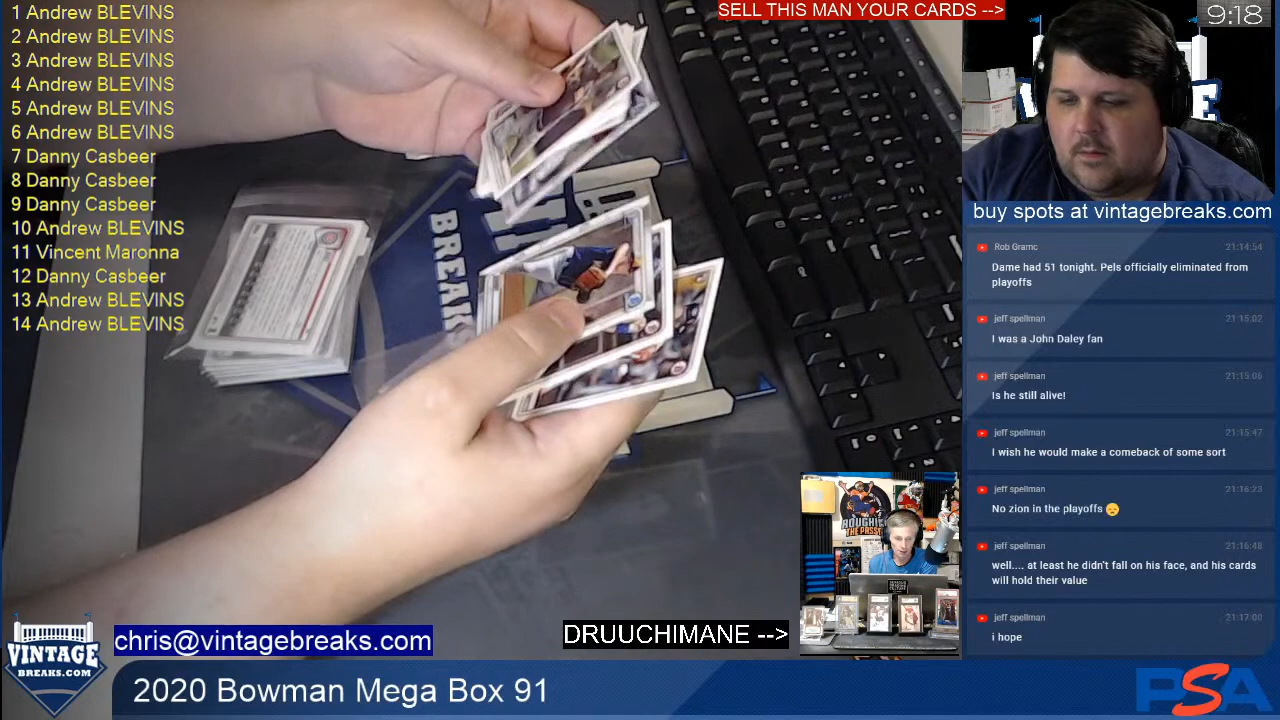 1 Andrew BLEVINS
2 Andrew BLEVINS
3 Andrew BLEVINS
4 Andrew BLEVINS
5 Andrew BLEVINS
6 Andrew BLEVINS
7 Danny Casbeer
8 Danny Casbeer
9 Danny Casbeer
10 Andrew BLEVINS
11 Vincent Maronna
12 Danny Casbeer
13 Andrew BLEVINS
14 Andrew BLEVINS
SELL THIS MAN YOUR CARDS -->
9:18
BREAKS
buy spots at vintagebreaks.com
Rob Gramc 21:14:54
Dame had 51 tonight. Pels officially eliminated from
playoffs
jeff spellman 21:15:02
I was a John Daley fan
jeff spellman 21:15:06
Is he still alive!
jeff spellman 21:15:47
I wish he would make a comeback of some sort
jeff spellman 21:16:23
No zion in the playoffs 😞
jeff spellman 21:16:48
well.... at least he didn't fall on his face, and his cards
will hold their value
jeff spellman 21:17:00
i hope
ROUGHING
THE PASSER
DRUUCHIMANE -->
chris@vintagebreaks.com
VINTAGE
BREAKS.COM
2020 Bowman Mega Box 91
PSA